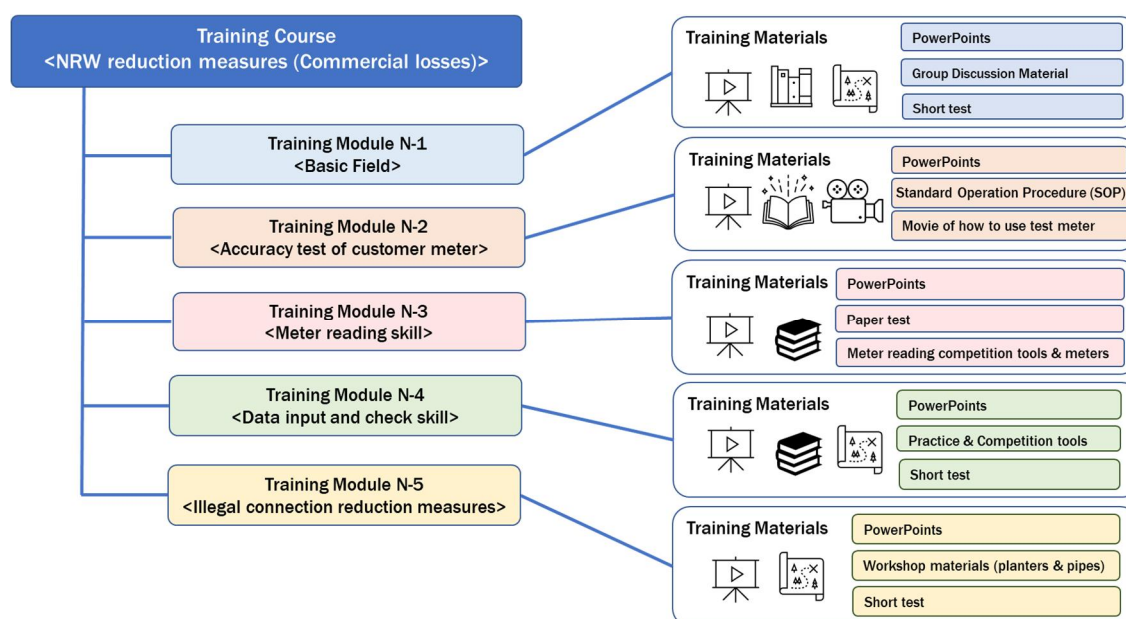 Training Course
<NRW reduction measures (Commercial losses)>
Training Module N-1
<Basic Field>
Training Module N-2
<Accuracy test of customer meter>
Training Module N-3
<Meter reading skill>
Training Module N-4
<Data input and check skill>
Training Module N-5
<Illegal connection reduction measures>
Training Materials
PowerPoints
Group Discussion Material
Short test
Training Materials
PowerPoints
Standard Operation Procedure (SOP)
Movie of how to use test meter
Training Materials
PowerPoints
Paper test
Meter reading competition tools & meters
Training Materials
PowerPoints
Practice & Competition tools
Short test
Training Materials
PowerPoints
Workshop materials (planters & pipes)
Short test